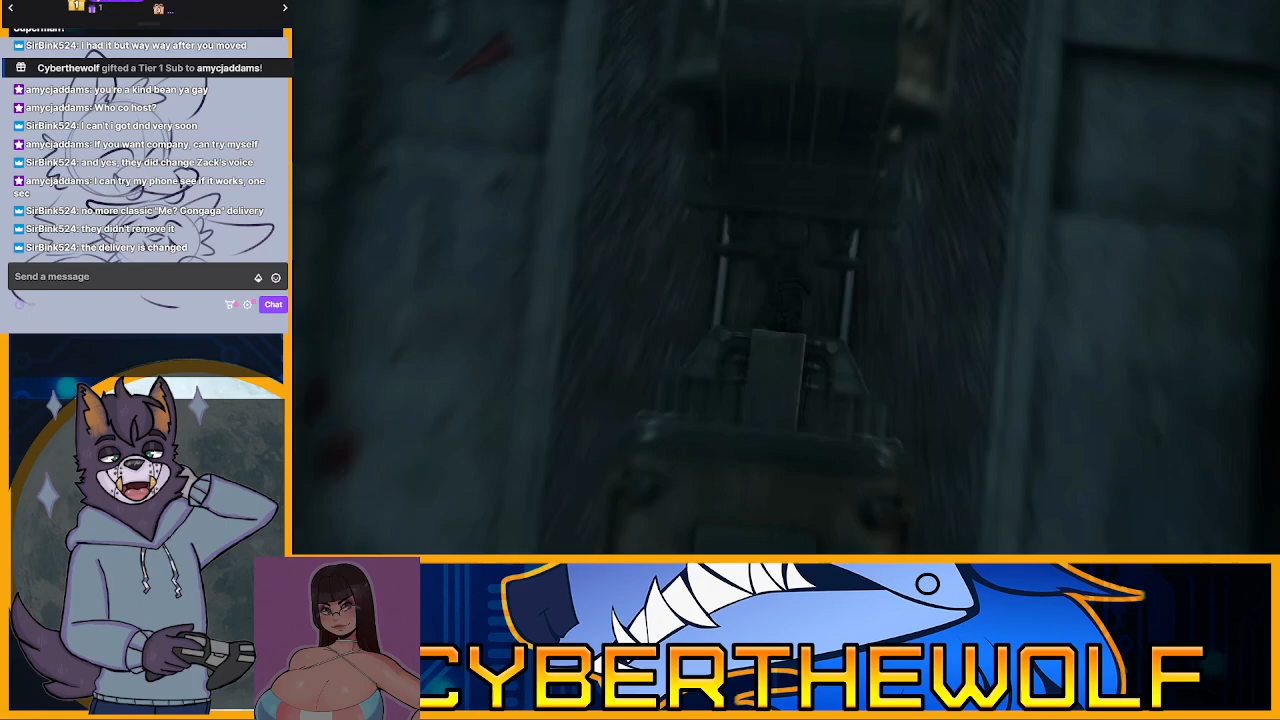 1
1
...
Superman?
SirBink524: I had it but way way after you moved
Cyberthewolf gifted a Tier 1 Sub to amycjaddams!
amycjaddams: you're a kind bean ya gay
amycjaddams: Who co host?
SirBink524: I can't i got dnd very soon
amycjaddams: If you want company, can try myself
SirBink524: and yes, they did change Zack's voice
amycjaddams: I can try my phone see if it works, one
sec
SirBink524: no more classic "Me? Gongaga" delivery
SirBink524: they didn't remove it
SirBink524: the delivery is changed
Send a message
Chat
CYBERTHEWOLF